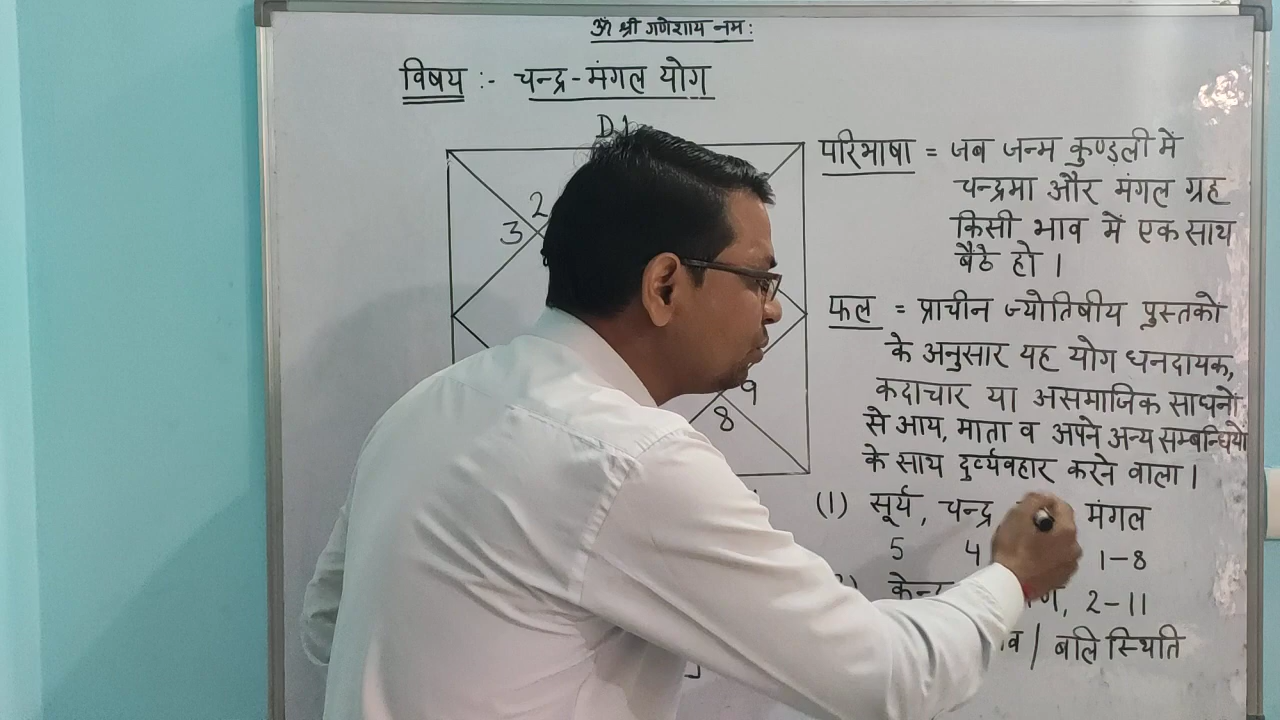 ॐ श्री गणेशाय नम:
विषय :- चन्द्र-मंगल योग
D 1
2
3
9
8
परिभाषा = जब जन्म कुण्डली में
चन्द्रमा और मंगल ग्रह
किसी भाव में एक साथ
बैठे हो ।
फल = प्राचीन ज्योतिषीय पुस्तको
के अनुसार यह योग धनदायक,
कदाचार या असमाजिक साधनो
से आय, माता व अपने अन्य सम्बन्धियो
के साथ दुर्व्यवहार करने वाला ।
(1) सूर्य, चन्द्र मंगल
5 4 1-8
2-11
/ बलि स्थिति